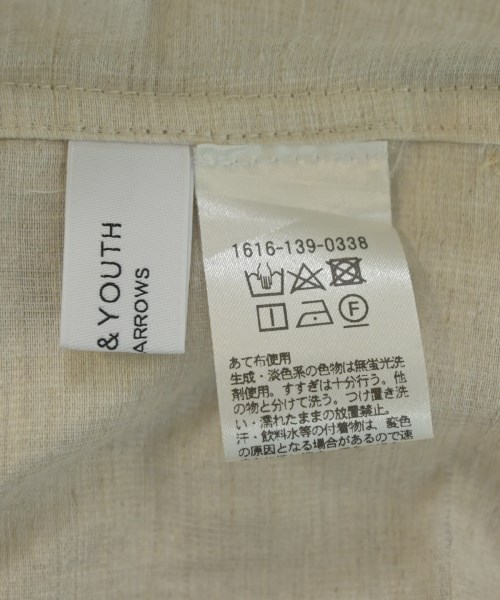 & YOUTH
ARROWS
1616-139-0338
F
あて布使用
生成・淡色系の色物は無蛍光洗
剤使用。すすぎは十分行う。他
の物と分けて洗う。つけ置き洗
い・濡れたままの放置禁止。
汗・飲料水等の付着物は、変色
の原因となる場合があるので速